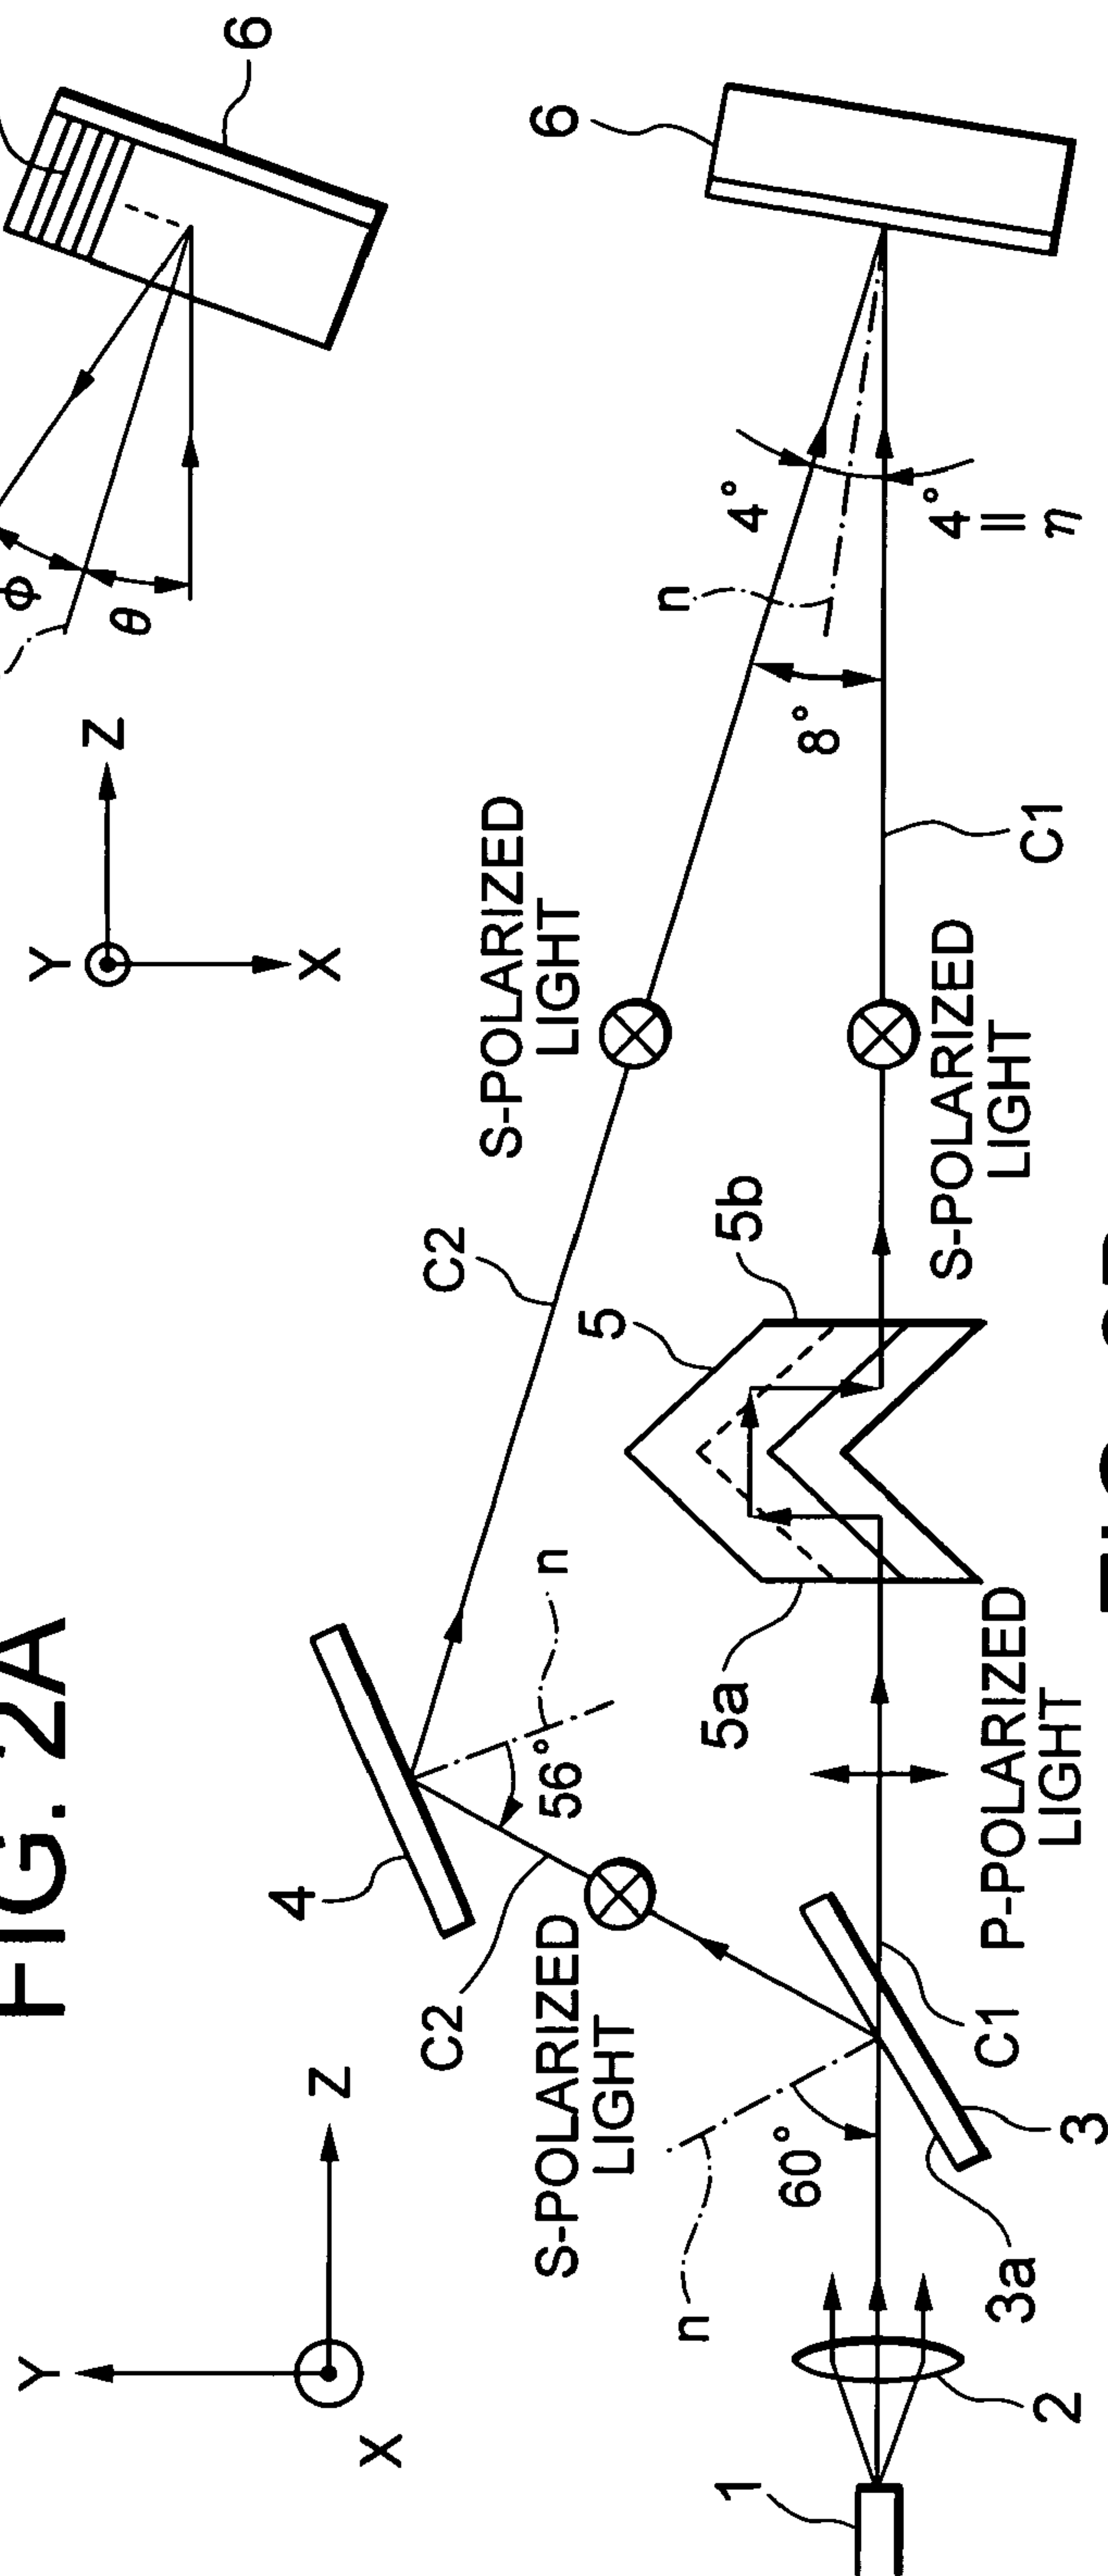 FIG. 2A
Y
Z
X
Y
Z
X
6
ϕ
θ
6
4°
4°
||
η
n
8°
C1
S-POLARIZED
LIGHT
S-POLARIZED
LIGHT
C2
5
5b
5a
n
56°
4
C2
S-POLARIZED
LIGHT
P-POLARIZED
LIGHT
C1
3
3a
60°
n
2
1